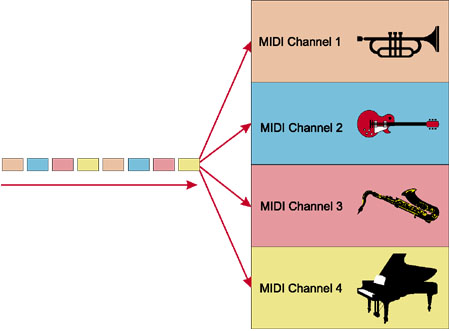 MIDI Channel 1
MIDI Channel 2
MIDI Channel 3
MIDI Channel 4